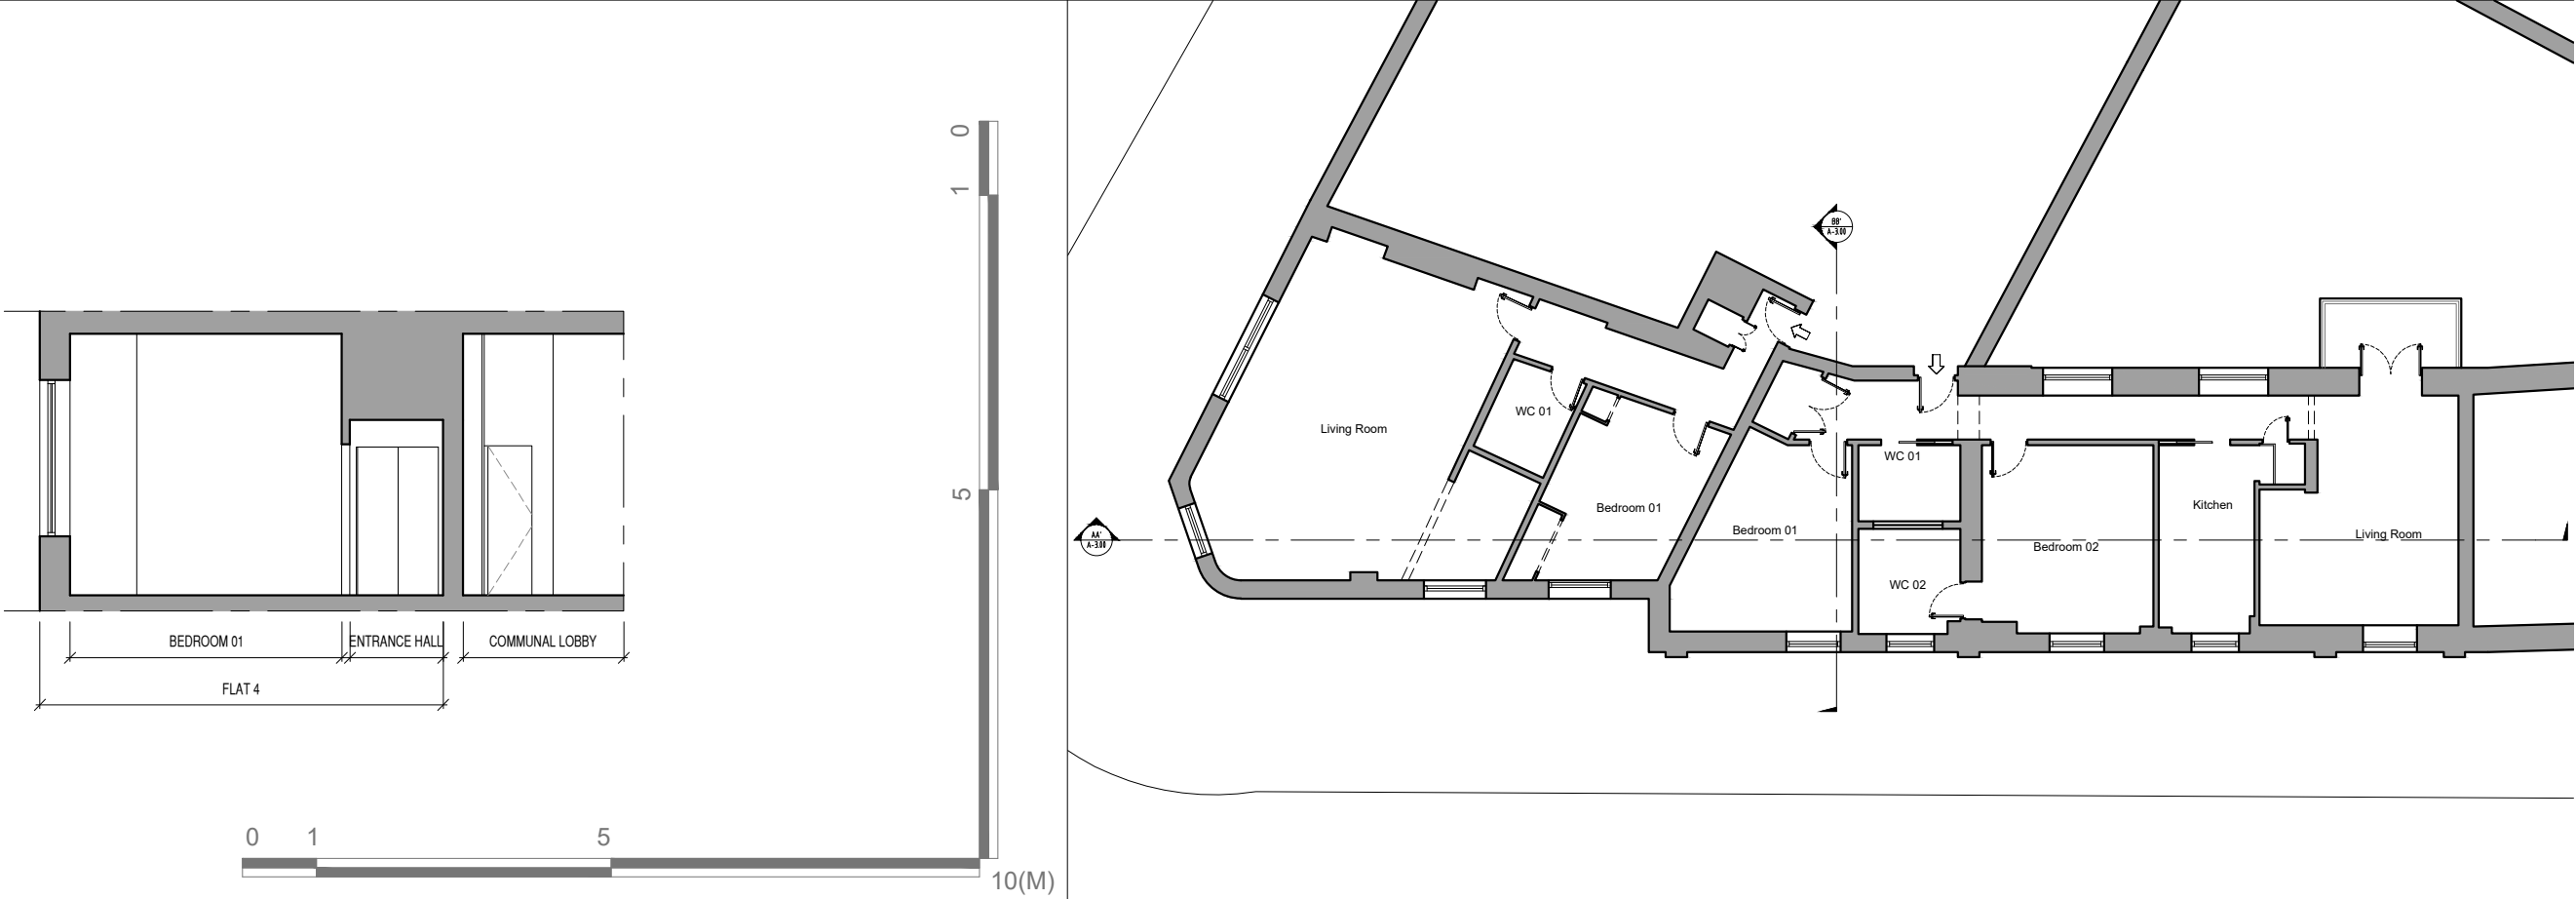 BEDROOM 01
ENTRANCE HALL
COMMUNAL LOBBY
FLAT 4
0
1
5
0
1
5
10(M)
BB'
A-3.00
AA'
A-3.00
Living Room
WC 01
Bedroom 01
Bedroom 01
WC 01
WC 02
Bedroom 02
Kitchen
Living Room